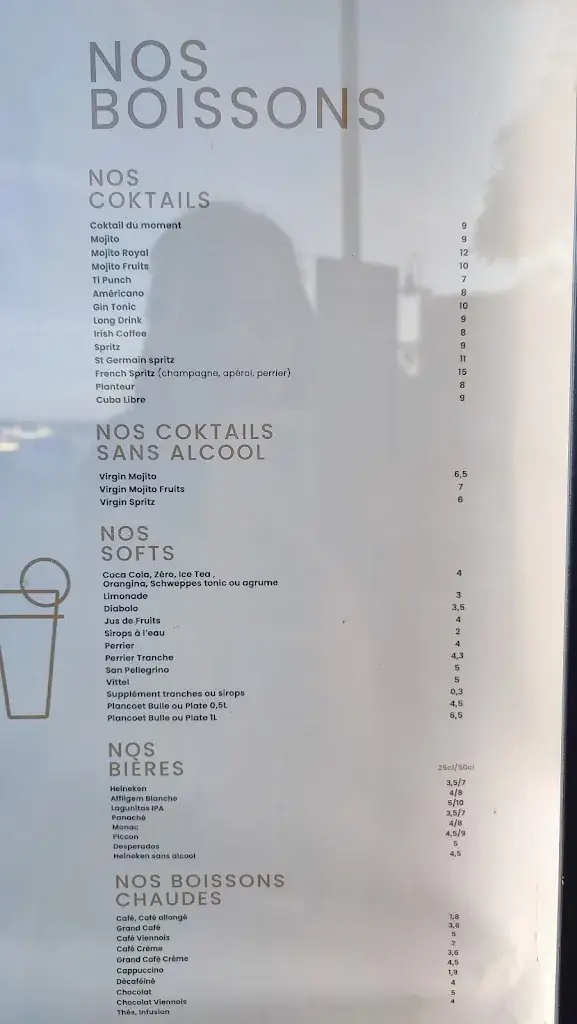 NOS
BOISSONS
NOS
COKTAILS
Coktail du moment 9
Mojito 9
Mojito Royal 12
Mojito Fruits 10
Ti Punch 7
Américano 8
Gin Tonic 10
Long Drink 9
Irish Coffee 8
Spritz 9
St Germain spritz 11
French Spritz (champagne, apérol, perrier) 15
Planteur 8
Cuba Libre 9
NOS COKTAILS
SANS ALCOOL
Virgin Mojito 6,5
Virgin Mojito Fruits 7
Virgin Spritz 6
NOS
SOFTS
Coca Cola, Zéro, Ice Tea , 4
Orangina, Schweppes tonic ou agrume
Limonade 3
Diabolo 3,5
Jus de Fruits 4
Sirops à l'eau 2
Perrier 4
Perrier Tranche 4,3
San Pellegrino 5
Vittel 5
Supplément tranches ou sirops 0,3
Plancoet Bulle ou Plate 0,5L 4,5
Plancoet Bulle ou Plate 1L 6,5
NOS
BIÈRES 25cl/50cl
Heineken 3,5/7
Affligem Blanche 4/8
Lagunitas IPA 5/10
Panaché 3,5/7
Monac 4/8
Piccon 4,5/9
Desperados 5
Heineken sans alcool 4,5
NOS BOISSONS
CHAUDES
Café, Café allongé 1,8
Grand Café 3,6
Café Viennois 5
Café Crème 2
Grand Café Crème 3,6
Cappuccino 4,5
Décaféiné 1,9
Chocolat 4
Chocolat Viennois 5
Thés, Infusion 4